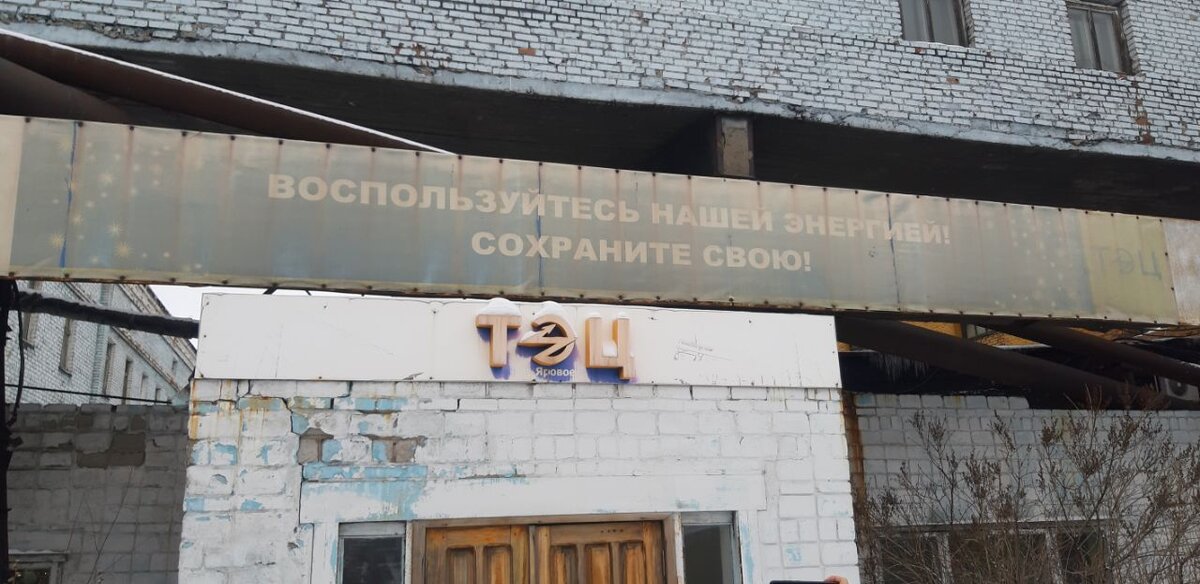 ВОСПОЛЬЗУЙТЕСЬ НАШЕЙ ЭНЕРГИЕЙ!
СОХРАНИТЕ СВОЮ!
ТЭЦ
ТЭЦ
Яровое